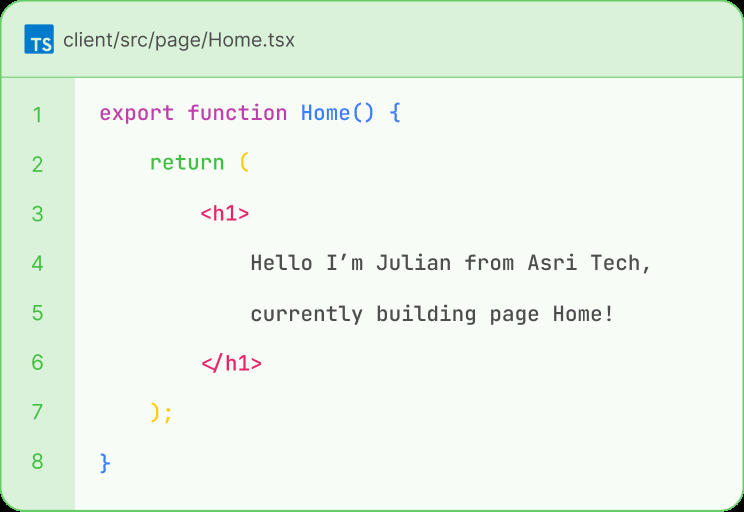 TS client/src/page/Home.tsx
1 export function Home() {
2 return (
3 <h1>
4 Hello I’m Julian from Asri Tech,
5 currently building page Home!
6 </h1>
7 );
8 }